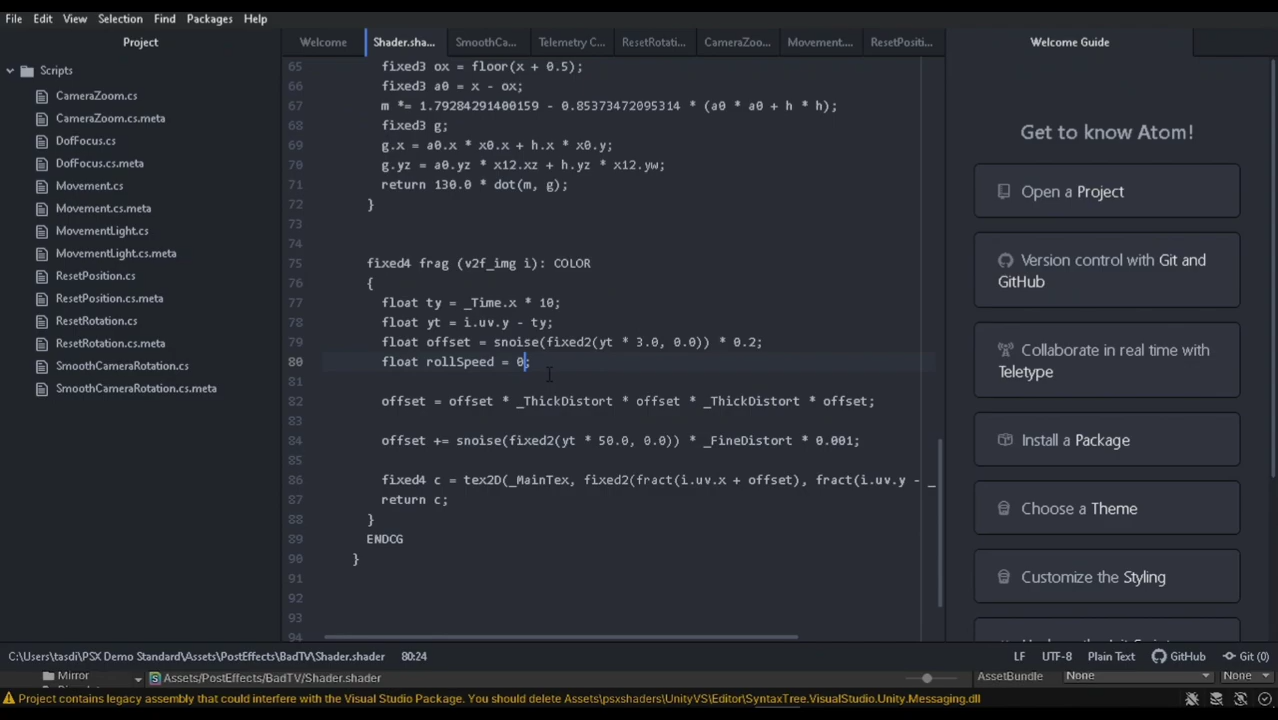 File Edit View Selection Find Packages Help
Project
Scripts
CameraZoom.cs
CameraZoom.cs.meta
DofFocus.cs
DofFocus.cs.meta
Movement.cs
Movement.cs.meta
MovementLight.cs
MovementLight.cs.meta
ResetPosition.cs
ResetPosition.cs.meta
ResetRotation.cs
ResetRotation.cs.meta
SmoothCameraRotation.cs
SmoothCameraRotation.cs.meta
Welcome Shader.sha... SmoothCa... Telemetry C... ResetRotati... CameraZoo... Movement.... ResetPositi...
65 fixed3 ox = floor(x + 0.5);
66 fixed3 a0 = x - ox;
67 m *= 1.79284291400159 - 0.85373472095314 * (a0 * a0 + h * h);
68 fixed3 g;
69 g.x = a0.x * x0.x + h.x * x0.y;
70 g.yz = a0.yz * x12.xz + h.yz * x12.yw;
71 return 130.0 * dot(m, g);
72 }
73
74
75 fixed4 frag (v2f_img i): COLOR
76 {
77 float ty = _Time.x * 10;
78 float yt = i.uv.y - ty;
79 float offset = snoise(fixed2(yt * 3.0, 0.0)) * 0.2;
80 float rollSpeed = 0;
81
82 offset = offset * _ThickDistort * offset * _ThickDistort * offset;
83
84 offset += snoise(fixed2(yt * 50.0, 0.0)) * _FineDistort * 0.001;
85
86 fixed4 c = tex2D(_MainTex, fixed2(fract(i.uv.x + offset), fract(i.uv.y - _
87 return c;
88 }
89 ENDCG
90 }
91
92
93
94
Welcome Guide
Get to know Atom!
Open a Project
Version control with Git and
GitHub
Collaborate in real time with
Teletype
Install a Package
Choose a Theme
Customize the Styling
C:\Users\tasdi\PSX Demo Standard\Assets\PostEffects\BadTV\Shader.shader 80:24 LF UTF-8 Plain Text GitHub Git (0)
Mirror Assets/PostEffects/BadTV/Shader.shader AssetBundle None None
Project contains legacy assembly that could interfere with the Visual Studio Package. You should delete Assets\psxshaders\UnityVS\Editor\SyntaxTree.VisualStudio.Unity.Messaging.dll